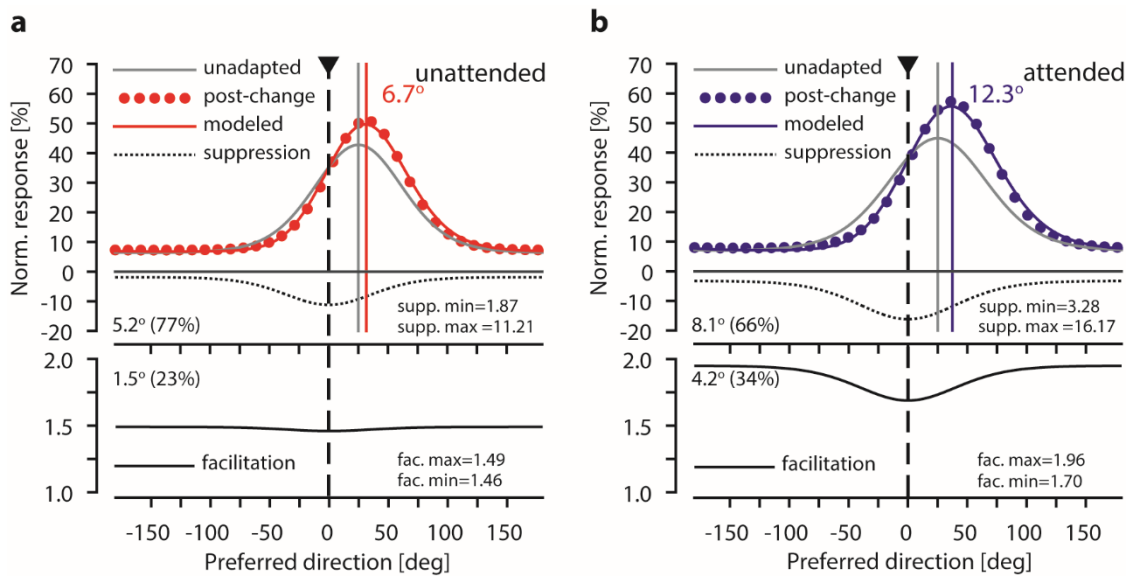 a
70
60
50
40
30
20
10
0
-10
-20
Norm. response [%]
unadapted
post-change
modeled
suppression
unattended
6.7°
supp. min=1.87
supp. max =11.21
5.2° (77%)
2.0
1.5
1.0
1.5° (23%)
facilitation
fac. max=1.49
fac. min=1.46
-150 -100 -50 0 50 100 150
Preferred direction [deg]
b
70
60
50
40
30
20
10
0
-10
-20
Norm. response [%]
unadapted
post-change
modeled
suppression
attended
12.3°
supp. min=3.28
supp. max =16.17
8.1° (66%)
2.0
1.5
1.0
4.2° (34%)
facilitation
fac. max=1.96
fac. min=1.70
-150 -100 -50 0 50 100 150
Preferred direction [deg]